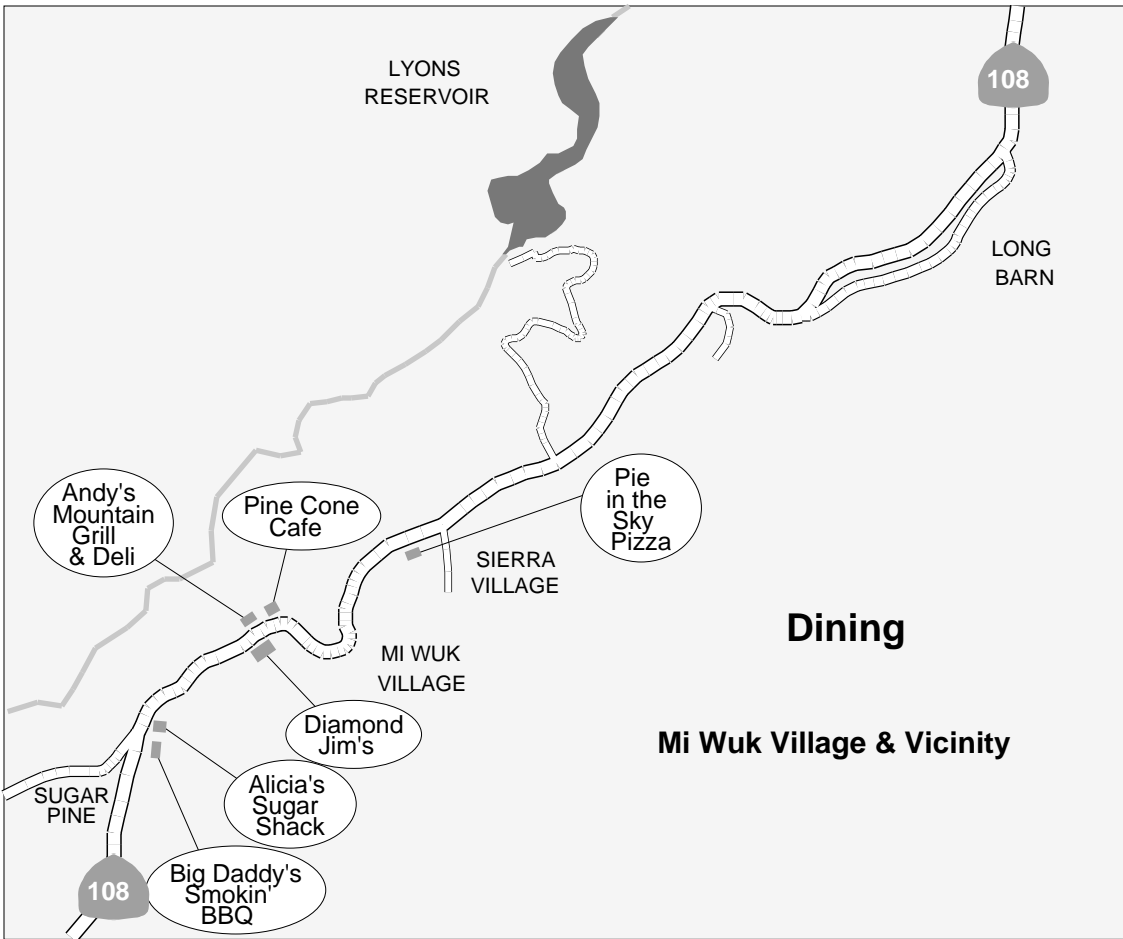 LYONS
RESERVOIR
108
LONG
BARN
Andy's
Mountain
Grill
& Deli
Pine Cone
Cafe
Pie
in the
Sky
Pizza
SIERRA
VILLAGE
Dining
MI WUK
VILLAGE
Diamond
Jim's
Mi Wuk Village & Vicinity
Alicia's
Sugar
Shack
SUGAR
PINE
Big Daddy's
Smokin'
BBQ
108